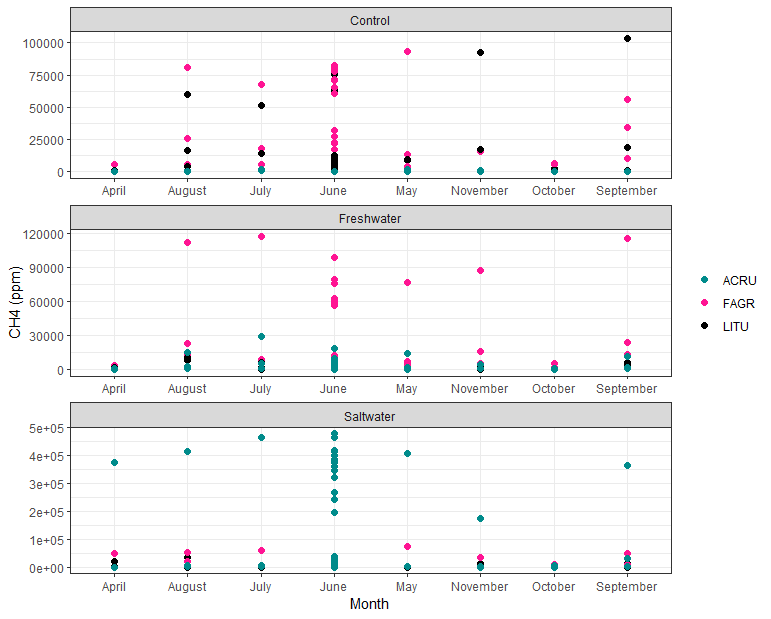 Control
100000
75000
50000
25000
0
April August July June May November October September
Freshwater
120000
90000
60000
30000
0
April August July June May November October September
Saltwater
5e+05
4e+05
3e+05
2e+05
1e+05
0e+00
April August July June May November October September
Month
CH4 (ppm)
ACRU
FAGR
LITU